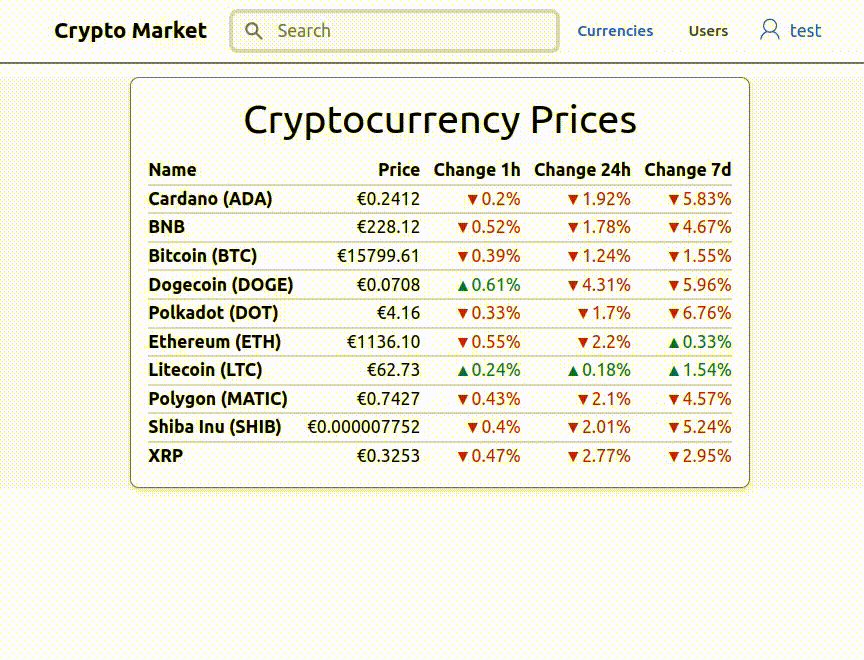 Crypto Market Search Currencies Users test
Cryptocurrency Prices
Name Price Change 1h Change 24h Change 7d
Cardano (ADA) €0.2412 ▼0.2% ▼1.92% ▼5.83%
BNB €228.12 ▼0.52% ▼1.78% ▼4.67%
Bitcoin (BTC) €15799.61 ▼0.39% ▼1.24% ▼1.55%
Dogecoin (DOGE) €0.0708 ▲0.61% ▼4.31% ▼5.96%
Polkadot (DOT) €4.16 ▼0.33% ▼1.7% ▼6.76%
Ethereum (ETH) €1136.10 ▼0.55% ▼2.2% ▲0.33%
Litecoin (LTC) €62.73 ▲0.24% ▲0.18% ▲1.54%
Polygon (MATIC) €0.7427 ▼0.43% ▼2.1% ▼4.57%
Shiba Inu (SHIB) €0.000007752 ▼0.4% ▼2.01% ▼5.24%
XRP €0.3253 ▼0.47% ▼2.77% ▼2.95%